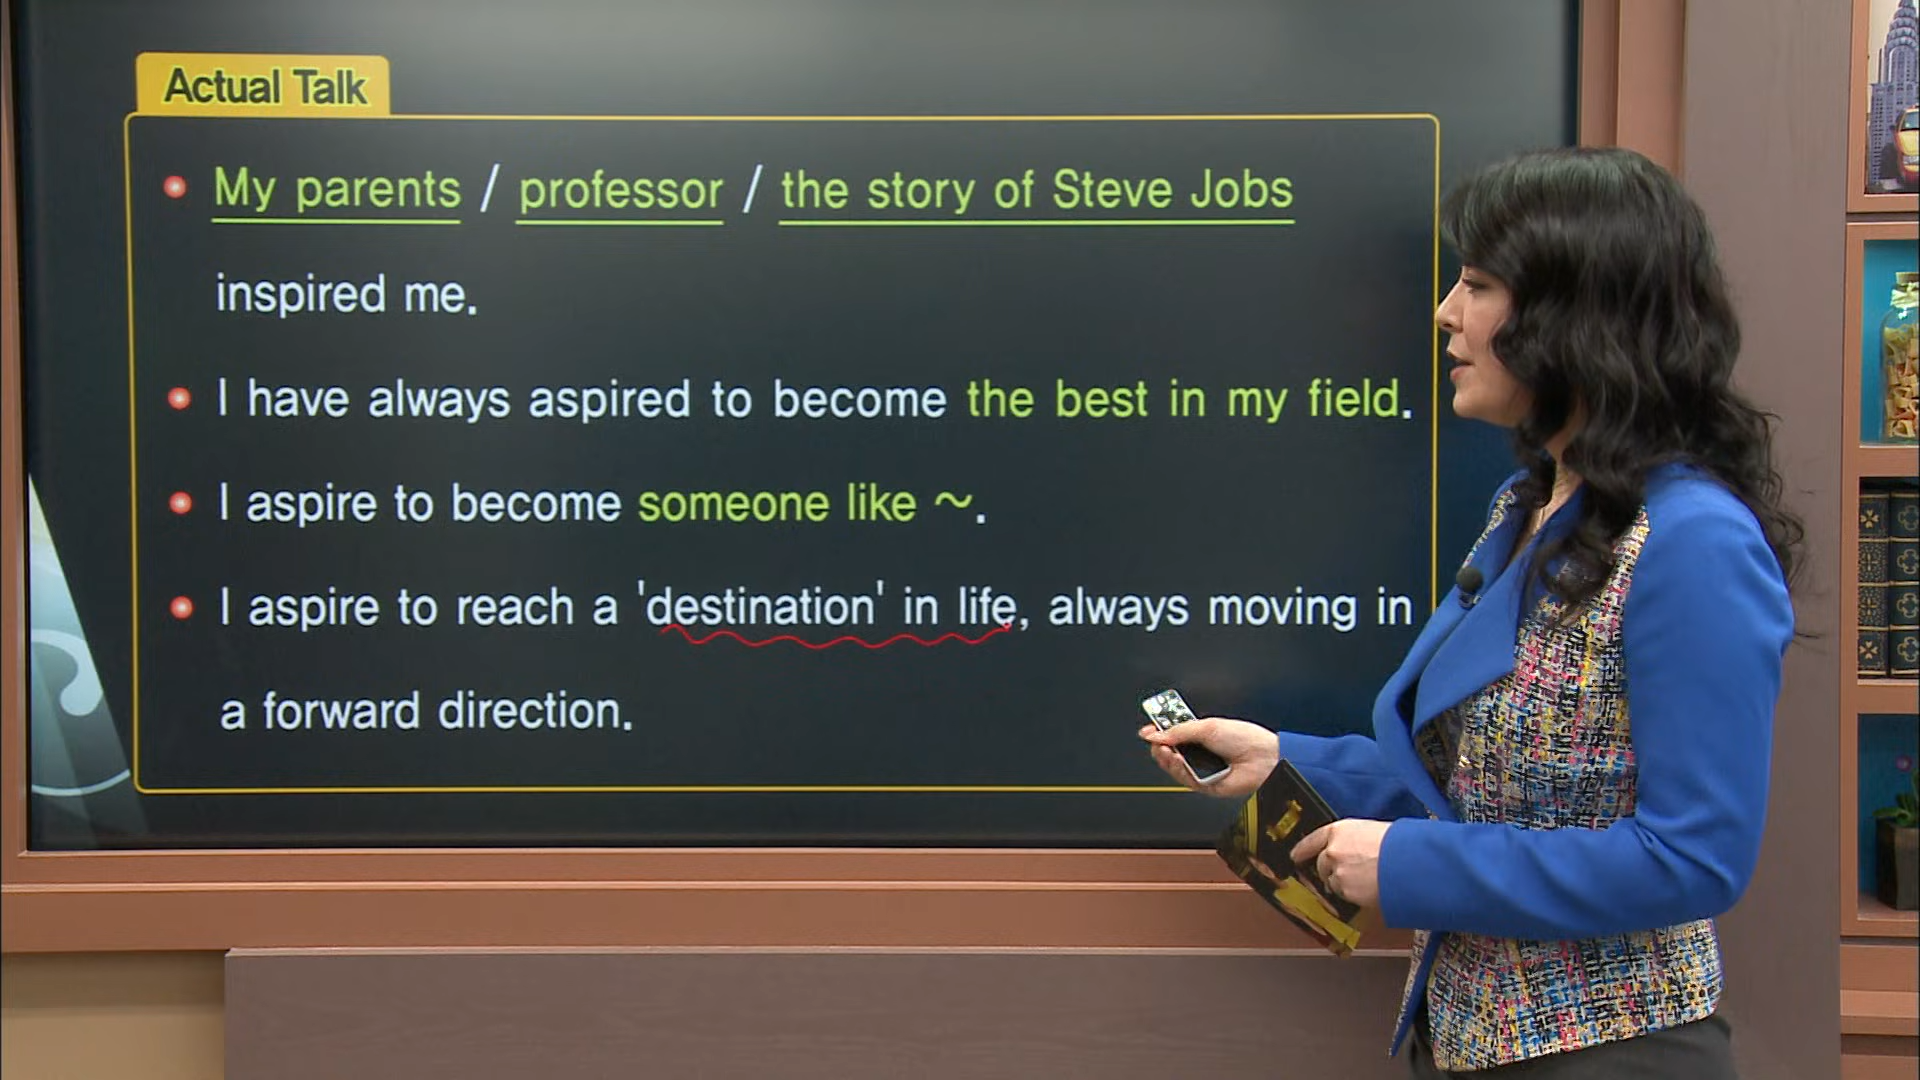 Actual Talk
• My parents / professor / the story of Steve Jobs
inspired me.
• I have always aspired to become the best in my field.
• I aspire to become someone like ~.
• I aspire to reach a 'destination' in life, always moving in
a forward direction.